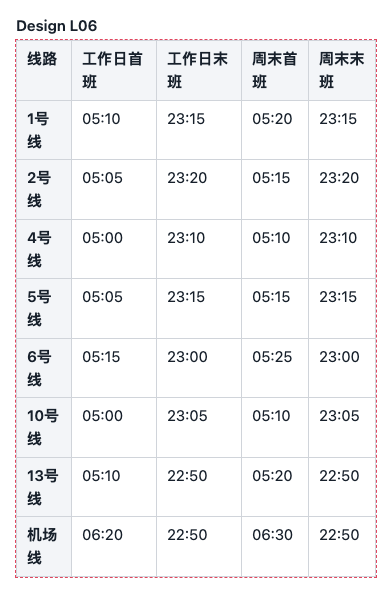 Design L06
线路 工作日首班 工作日末班 周末首班 周末末班
1号线 05:10 23:15 05:20 23:15
2号线 05:05 23:20 05:15 23:20
4号线 05:00 23:10 05:10 23:10
5号线 05:05 23:15 05:15 23:15
6号线 05:15 23:00 05:25 23:00
10号线 05:00 23:05 05:10 23:05
13号线 05:10 22:50 05:20 22:50
机场线 06:20 22:50 06:30 22:50